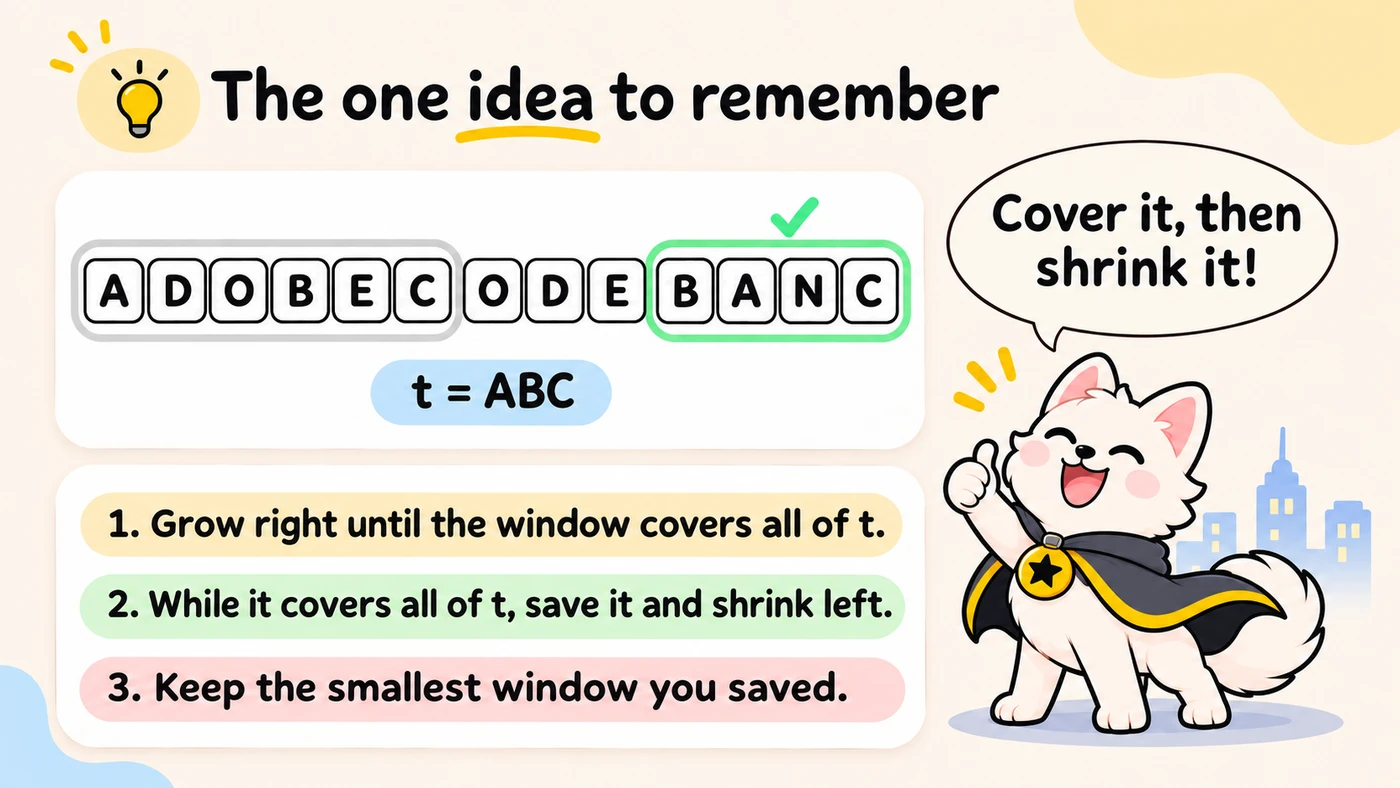 The one idea to remember
Cover it, then
shrink it!
A D O B E C O D E B A N C
t = ABC
1. Grow right until the window covers all of t.
2. While it covers all of t, save it and shrink left.
3. Keep the smallest window you saved.